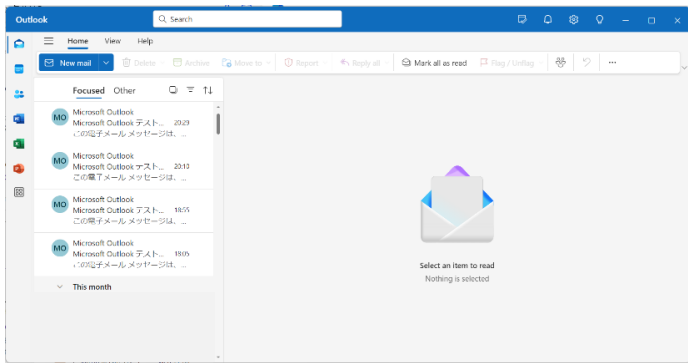 Outlook
Search
Home View Help
New mail Delete Archive Move to Report Reply all Mark all as read Flag / Unflag ...
Focused Other
MO
Microsoft Outlook
Microsoft Outlook テスト... 20:29
この電子メール メッセージは、...
MO
Microsoft Outlook
Microsoft Outlook テスト... 20:10
この電子メール メッセージは、...
MO
Microsoft Outlook
Microsoft Outlook テスト... 18:55
この電子メール メッセージは、...
MO
Microsoft Outlook
Microsoft Outlook テスト... 18:05
この電子メール メッセージは、...
This month
Select an item to read
Nothing is selected